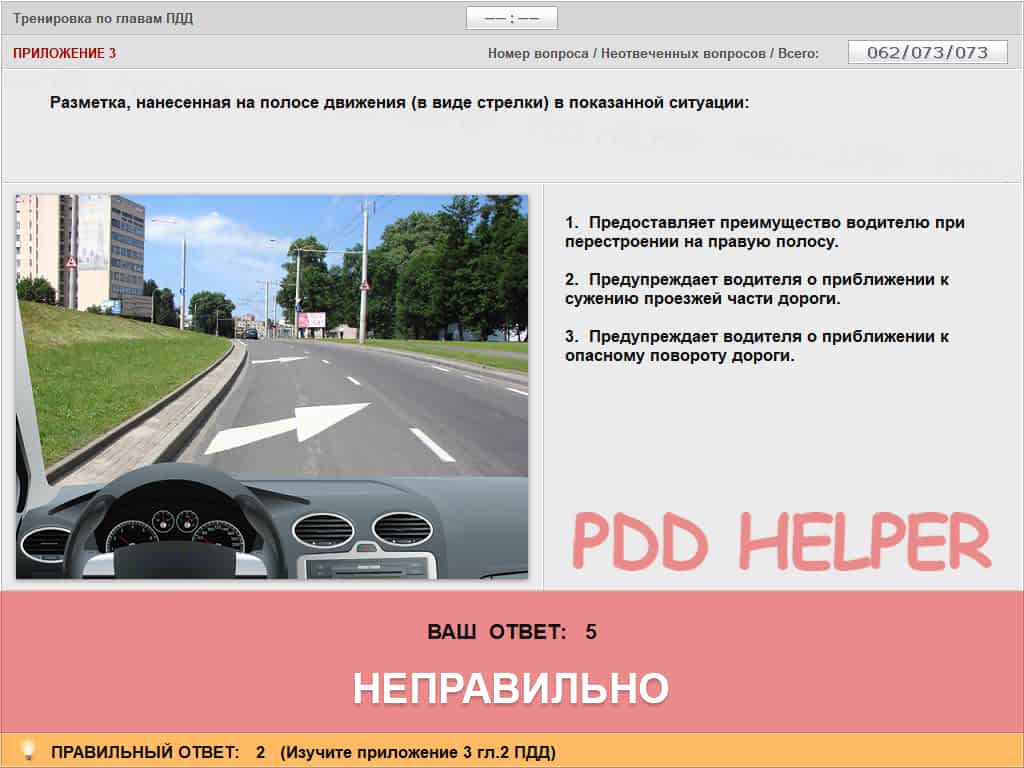 Тренировка по главам ПДД
—— : ——
ПРИЛОЖЕНИЕ 3
Номер вопроса / Неотвеченных вопросов / Всего:
062/073/073
Разметка, нанесенная на полосе движения (в виде стрелки) в показанной ситуации:
1. Предоставляет преимущество водителю при
перестроении на правую полосу.
2. Предупреждает водителя о приближении к
сужению проезжей части дороги.
3. Предупреждает водителя о приближении к
опасному повороту дороги.
PDD HELPER
ВАШ ОТВЕТ: 5
НЕПРАВИЛЬНО
ПРАВИЛЬНЫЙ ОТВЕТ: 2 (Изучите приложение 3 гл.2 ПДД)